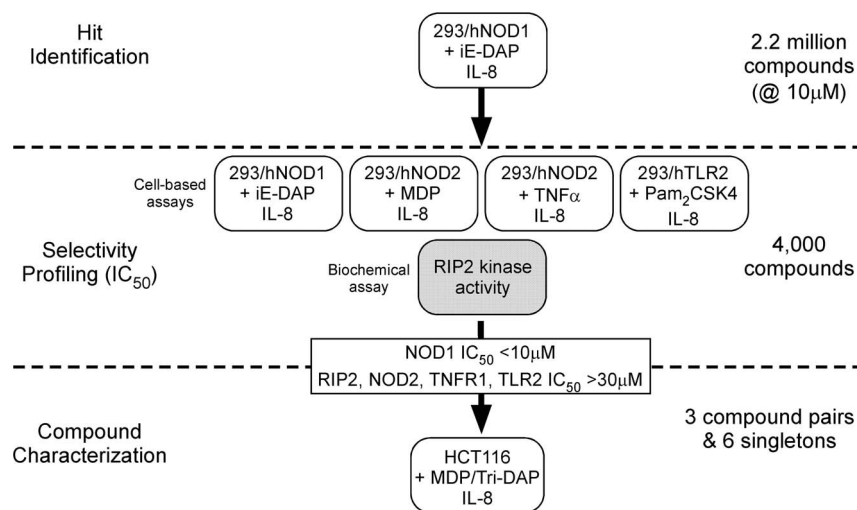 Hit
Identification
293/hNOD1
+ iE-DAP
IL-8
2.2 million
compounds
(@ 10μM)
Cell-based
assays
293/hNOD1
+ iE-DAP
IL-8
293/hNOD2
+ MDP
IL-8
293/hNOD2
+ TNFα
IL-8
293/hTLR2
+ Pam₂CSK4
IL-8
Selectivity
Profiling (IC₅₀)
Biochemical
assay
RIP2 kinase
activity
4,000
compounds
NOD1 IC₅₀ <10μM
RIP2, NOD2, TNFR1, TLR2 IC₅₀ >30μM
Compound
Characterization
HCT116
+ MDP/Tri-DAP
IL-8
3 compound pairs
& 6 singletons